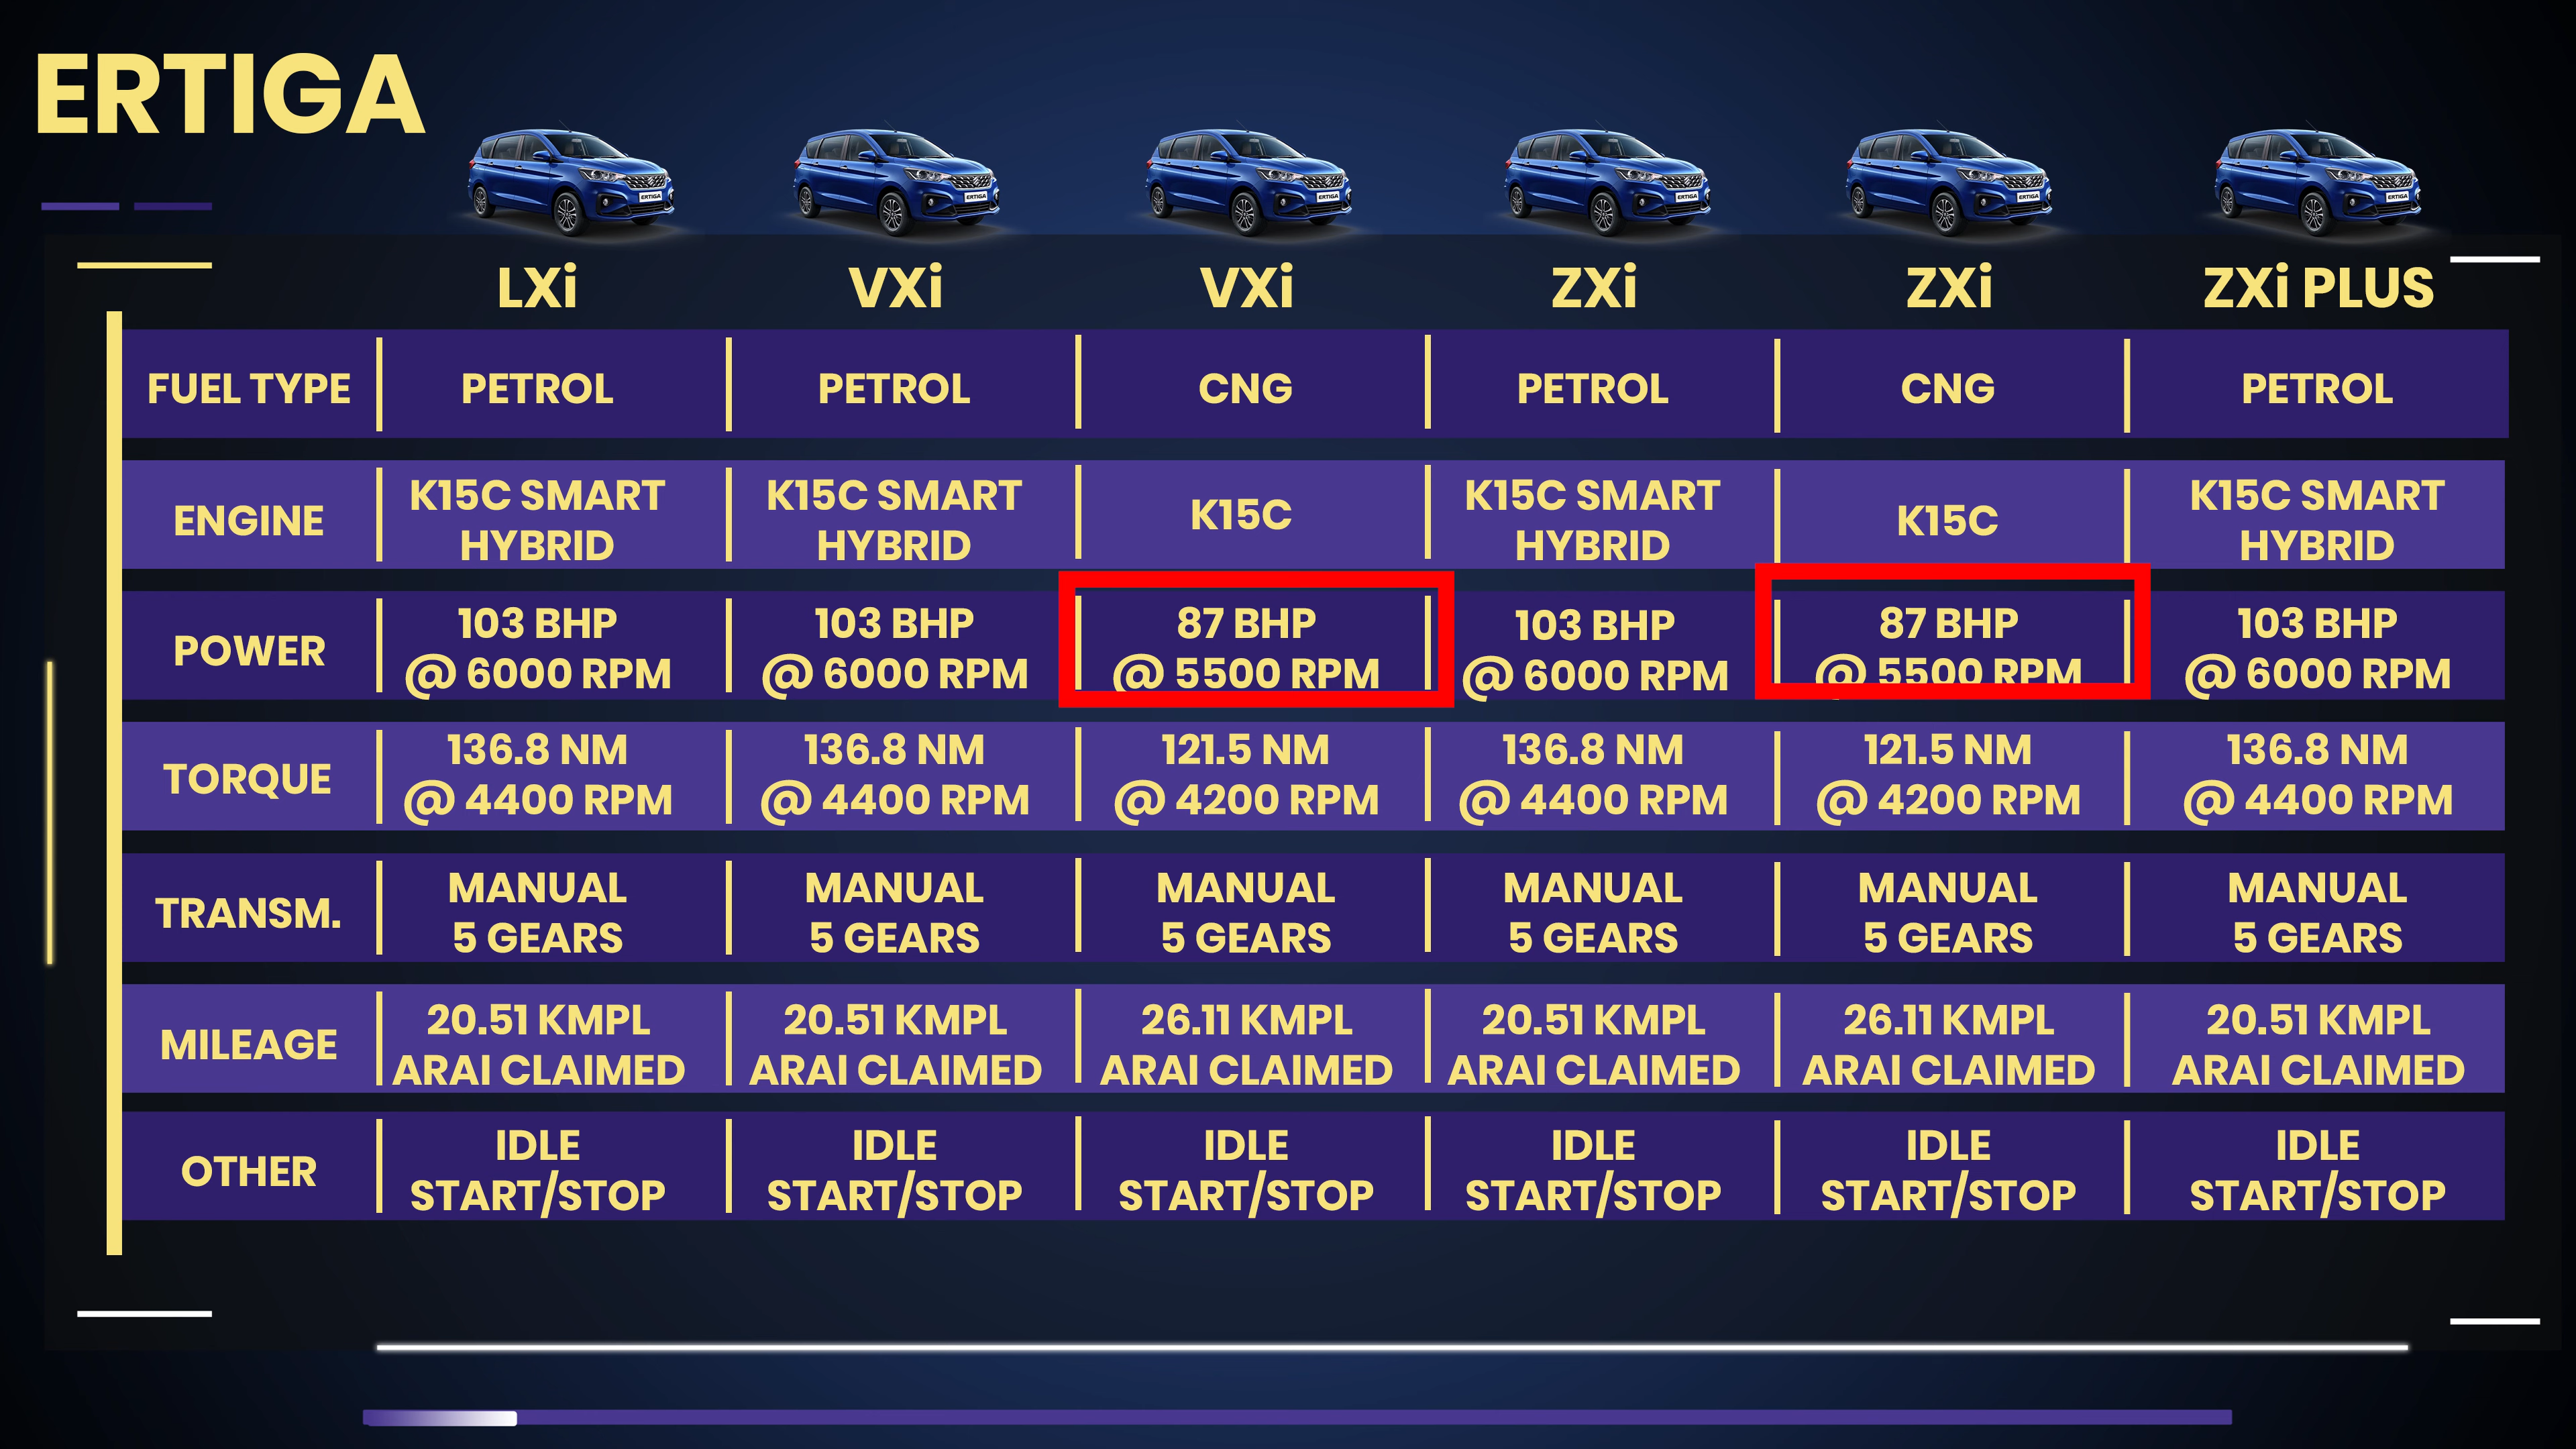 ERTIGA
ERTIGA ERTIGA ERTIGA ERTIGA ERTIGA ERTIGA
LXi VXi VXi ZXi ZXi ZXi PLUS
FUEL TYPE PETROL PETROL CNG PETROL CNG PETROL
ENGINE K15C SMART HYBRID K15C SMART HYBRID K15C K15C SMART HYBRID K15C K15C SMART HYBRID
POWER 103 BHP @ 6000 RPM 103 BHP @ 6000 RPM 87 BHP @ 5500 RPM 103 BHP @ 6000 RPM 87 BHP @ 5500 RPM 103 BHP @ 6000 RPM
TORQUE 136.8 NM @ 4400 RPM 136.8 NM @ 4400 RPM 121.5 NM @ 4200 RPM 136.8 NM @ 4400 RPM 121.5 NM @ 4200 RPM 136.8 NM @ 4400 RPM
TRANSM. MANUAL 5 GEARS MANUAL 5 GEARS MANUAL 5 GEARS MANUAL 5 GEARS MANUAL 5 GEARS MANUAL 5 GEARS
MILEAGE 20.51 KMPL ARAI CLAIMED 20.51 KMPL ARAI CLAIMED 26.11 KMPL ARAI CLAIMED 20.51 KMPL ARAI CLAIMED 26.11 KMPL ARAI CLAIMED 20.51 KMPL ARAI CLAIMED
OTHER IDLE START/STOP IDLE START/STOP IDLE START/STOP IDLE START/STOP IDLE START/STOP IDLE START/STOP